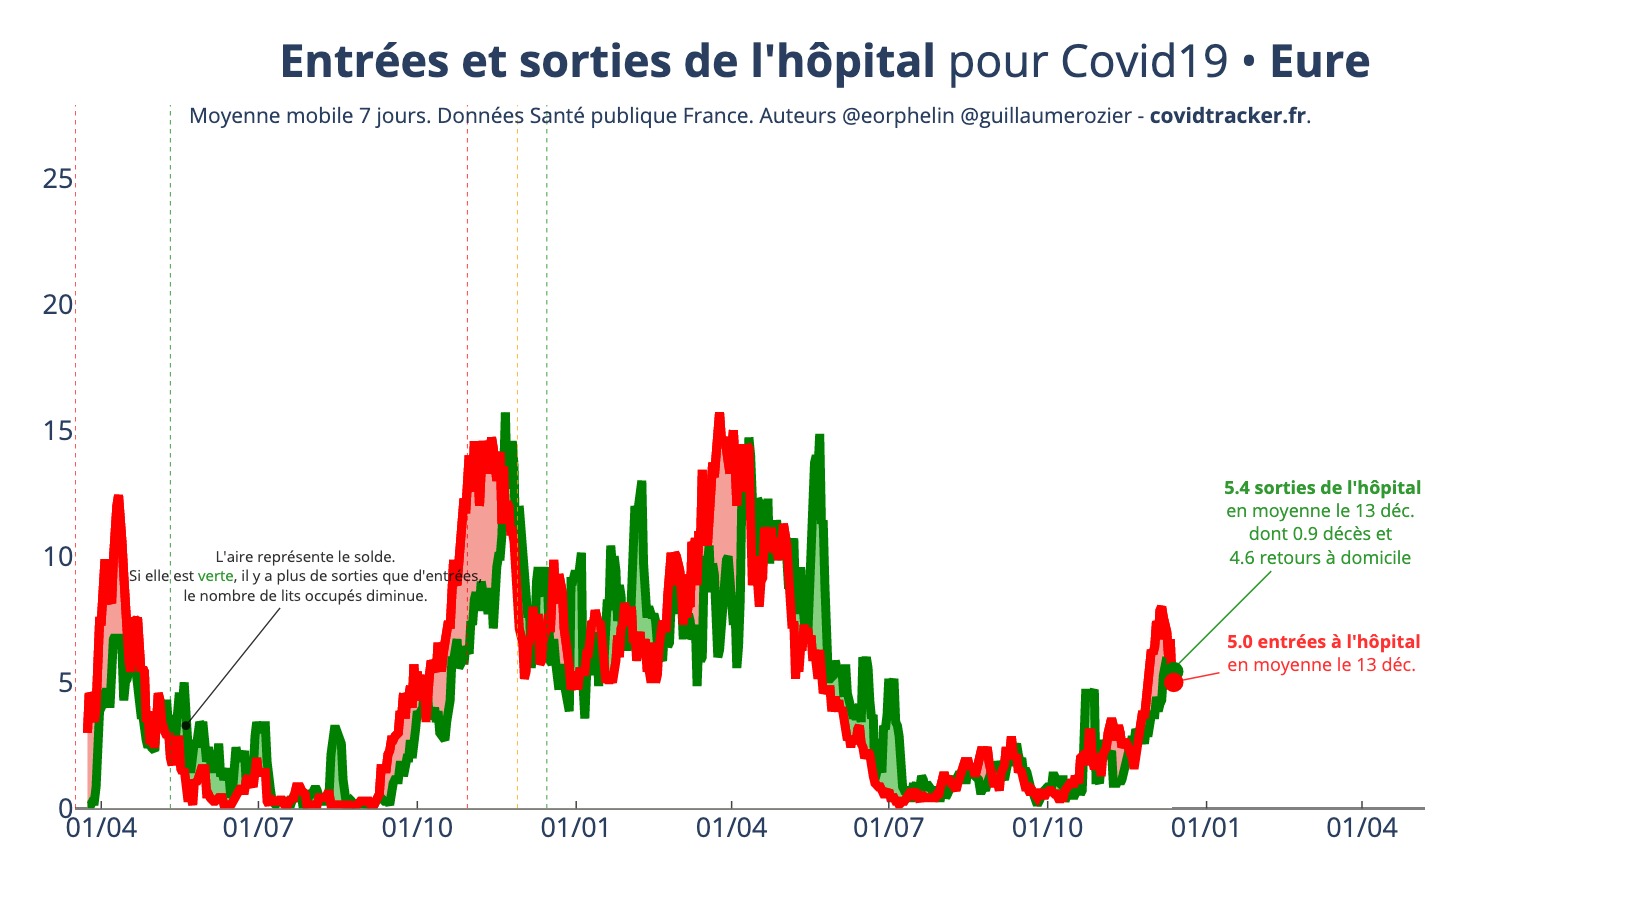 Entrées et sorties de l'hôpital pour Covid19 • Eure
Moyenne mobile 7 jours. Données Santé publique France. Auteurs @eorphelin @guillaumerozier - covidtracker.fr.
25
20
15
10
5
0
L'aire représente le solde.
Si elle est verte, il y a plus de sorties que d'entrées,
le nombre de lits occupés diminue.
5.4 sorties de l'hôpital
en moyenne le 13 déc.
dont 0.9 décès et
4.6 retours à domicile
5.0 entrées à l'hôpital
en moyenne le 13 déc.
01/04 01/07 01/10 01/01 01/04 01/07 01/10 01/01 01/04